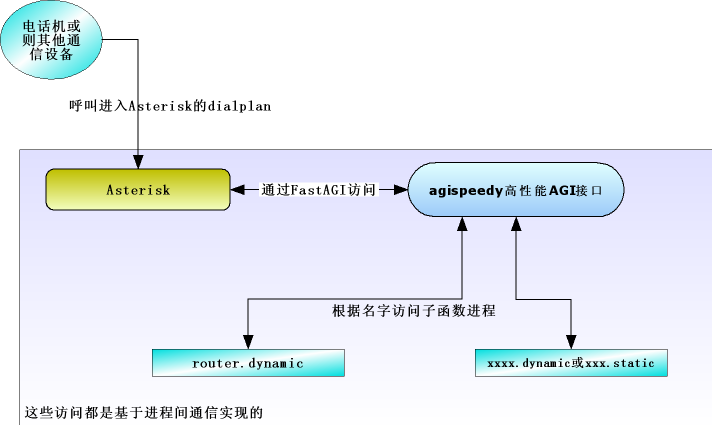 电话机或
则其他通
信设备
呼叫进入Asterisk的dialplan
Asterisk
通过FastAGI访问
agispeedy高性能AGI接口
根据名字访问子函数进程
router.dynamic
xxxx.dynamic或xxx.static
这些访问都是基于进程间通信实现的